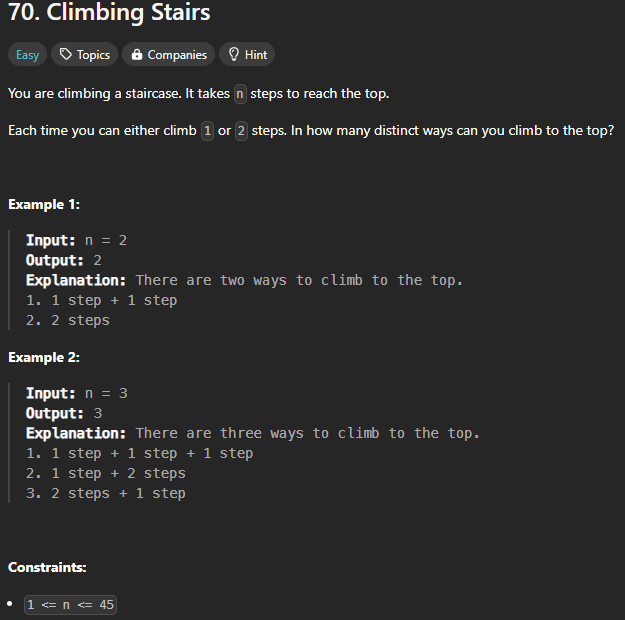 70. Climbing Stairs
Easy Topics Companies Hint
You are climbing a staircase. It takes n steps to reach the top.
Each time you can either climb 1 or 2 steps. In how many distinct ways can you climb to the top?
Example 1:
Input: n = 2
Output: 2
Explanation: There are two ways to climb to the top.
1. 1 step + 1 step
2. 2 steps
Example 2:
Input: n = 3
Output: 3
Explanation: There are three ways to climb to the top.
1. 1 step + 1 step + 1 step
2. 1 step + 2 steps
3. 2 steps + 1 step
Constraints:
• 1 <= n <= 45